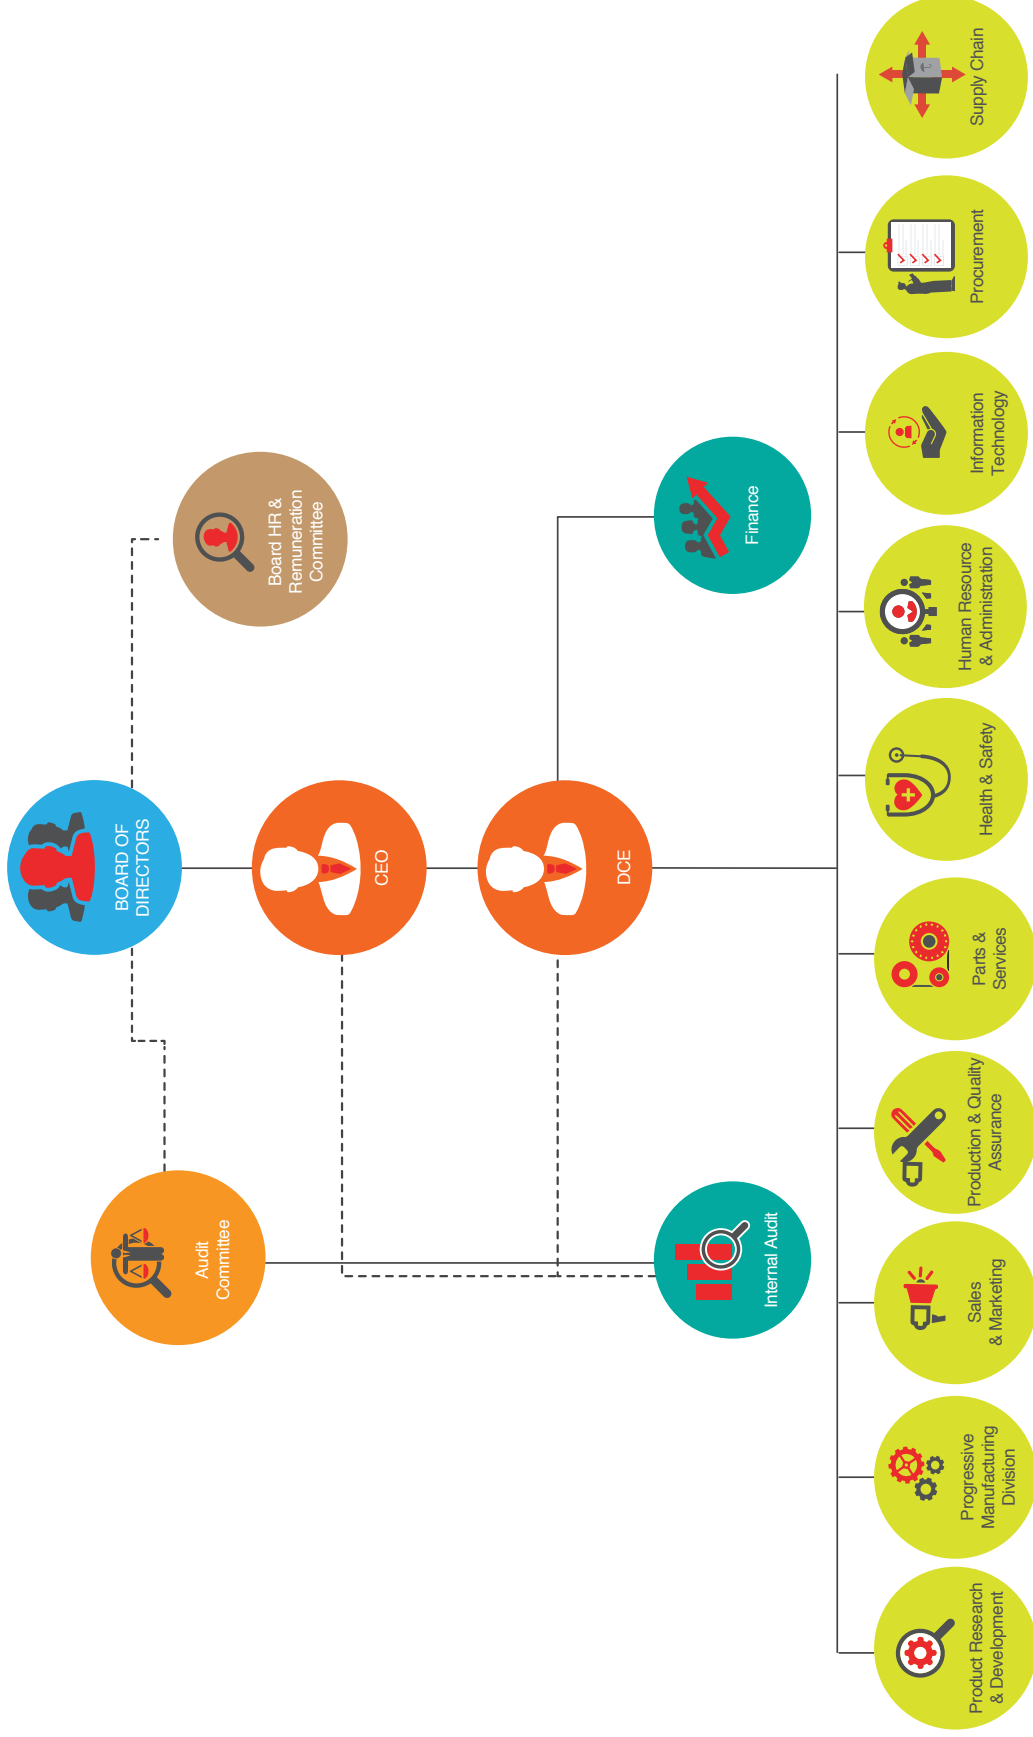 BOARD OF
DIRECTORS
Audit
Committee
Board HR &
Remuneration
Committee
CEO
DCE
Internal Audit
Finance
Product Research
& Development
Progressive
Manufacturing
Division
Sales
& Marketing
Production & Quality
Assurance
Parts &
Services
Health & Safety
Human Resource
& Administration
Information
Technology
Procurement
Supply Chain